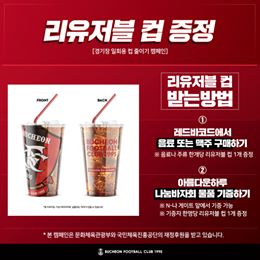 리유저블 컵 증정
[경기장 일회용 컵 줄이기 캠페인]
FRONT
BACK
BUCHEON
FOOTBALL
CLUB 1995
리유저블 컵
받는방법
①
레드바코드에서
음료 또는 맥주 구매하기
※ 음료나 주류 한개당 리유저블 컵 1개 증정
②
아름다운하루
나눔바자회 물품 기증하기
※ N-나 게이트 앞에서 기증 가능
※ 기증자 한명당 리유저블 컵 1개 증정
* 본 캠페인은 문화체육관광부와 국민체육진흥공단의 재정후원을 받고 있습니다.
BUCHEON FOOTBALL CLUB 1995